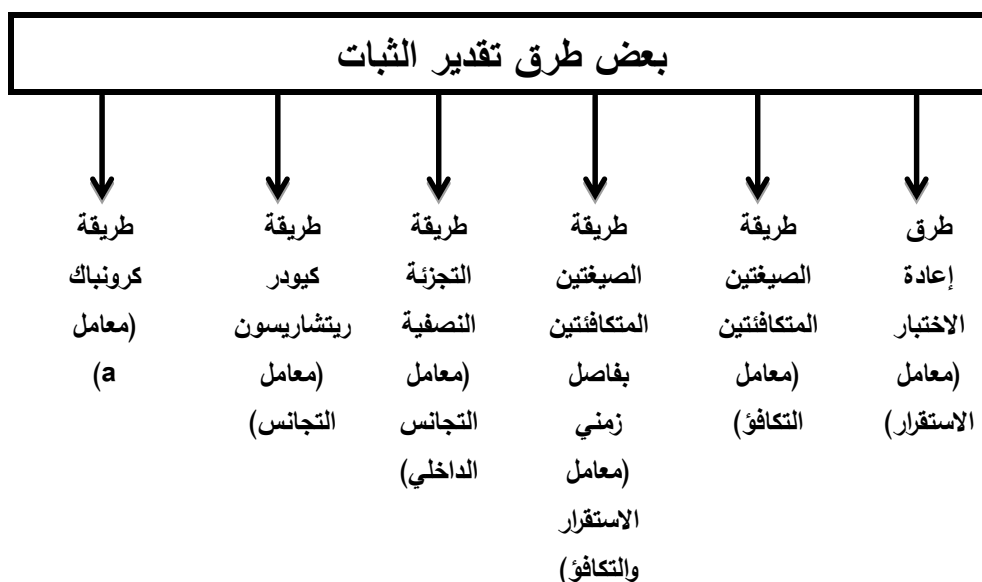 بعض طرق تقدير الثبات
طرق
إعادة
الاختبار
(معامل
الاستقرار)
طريقة
الصيغتين
المتكافئتين
(معامل
التكافؤ)
طريقة
الصيغتين
المتكافئتين
بفاصل
زمني
(معامل
الاستقرار
والتكافؤ)
طريقة
التجزئة
النصفية
(معامل
التجانس
الداخلي)
طريقة
كيودر
ريتشاريسون
(معامل
التجانس)
طريقة
كرونباك
(معامل
a)